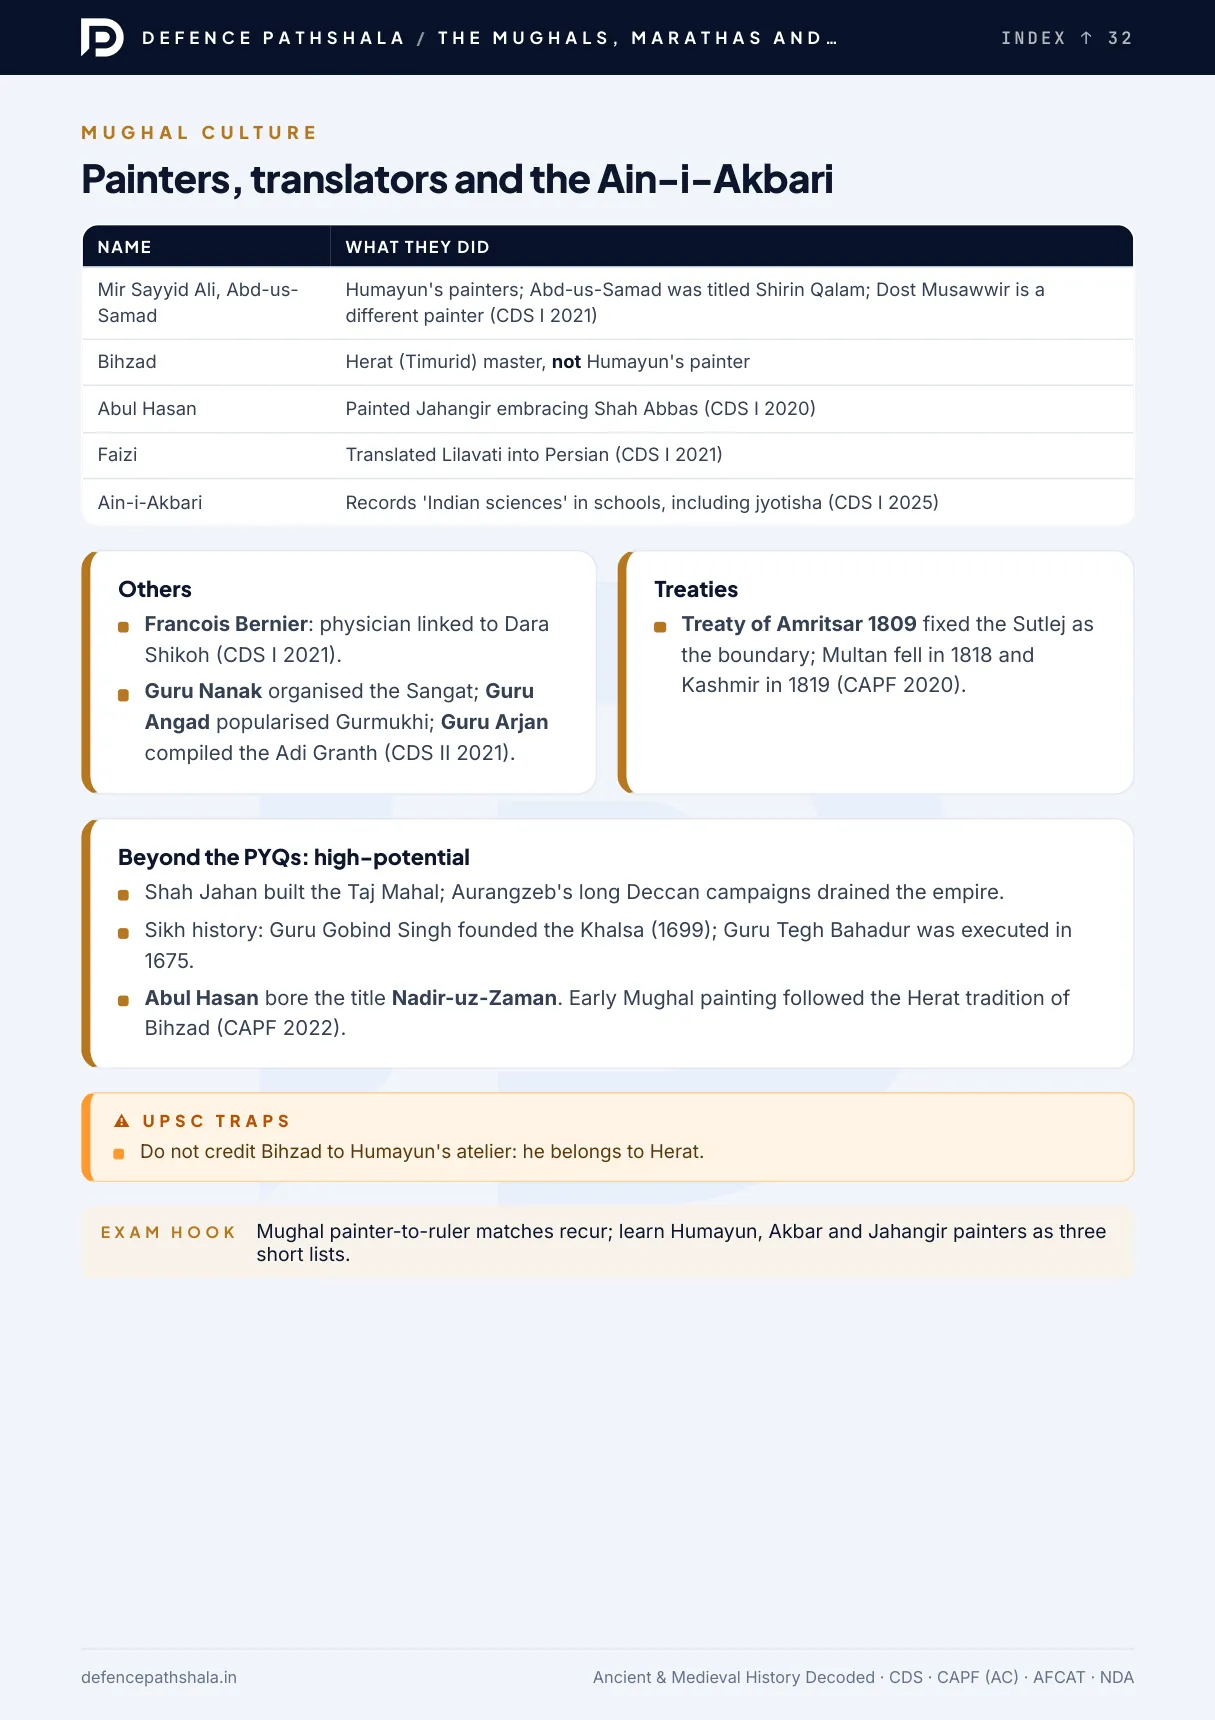 DEFENCE PATHSHALA / THE MUGHALS, MARATHAS AND…
INDEX ↑ 32
MUGHAL CULTURE
Painters, translators and the Ain-i-Akbari
NAME WHAT THEY DID
Mir Sayyid Ali, Abd-us-
Samad
Humayun's painters; Abd-us-Samad was titled Shirin Qalam; Dost Musawwir is a
different painter (CDS I 2021)
Bihzad Herat (Timurid) master, not Humayun's painter
Abul Hasan Painted Jahangir embracing Shah Abbas (CDS I 2020)
Faizi Translated Lilavati into Persian (CDS I 2021)
Ain-i-Akbari Records 'Indian sciences' in schools, including jyotisha (CDS I 2025)
Others
Francois Bernier: physician linked to Dara
Shikoh (CDS I 2021).
Guru Nanak organised the Sangat; Guru
Angad popularised Gurmukhi; Guru Arjan
compiled the Adi Granth (CDS II 2021).
Treaties
Treaty of Amritsar 1809 fixed the Sutlej as
the boundary; Multan fell in 1818 and
Kashmir in 1819 (CAPF 2020).
Beyond the PYQs: high-potential
Shah Jahan built the Taj Mahal; Aurangzeb's long Deccan campaigns drained the empire.
Sikh history: Guru Gobind Singh founded the Khalsa (1699); Guru Tegh Bahadur was executed in
1675.
Abul Hasan bore the title Nadir-uz-Zaman. Early Mughal painting followed the Herat tradition of
Bihzad (CAPF 2022).
⚠ UPSC TRAPS
Do not credit Bihzad to Humayun's atelier: he belongs to Herat.
EXAM HOOK Mughal painter-to-ruler matches recur; learn Humayun, Akbar and Jahangir painters as three
short lists.
defencepathshala.in
Ancient & Medieval History Decoded · CDS · CAPF (AC) · AFCAT · NDA